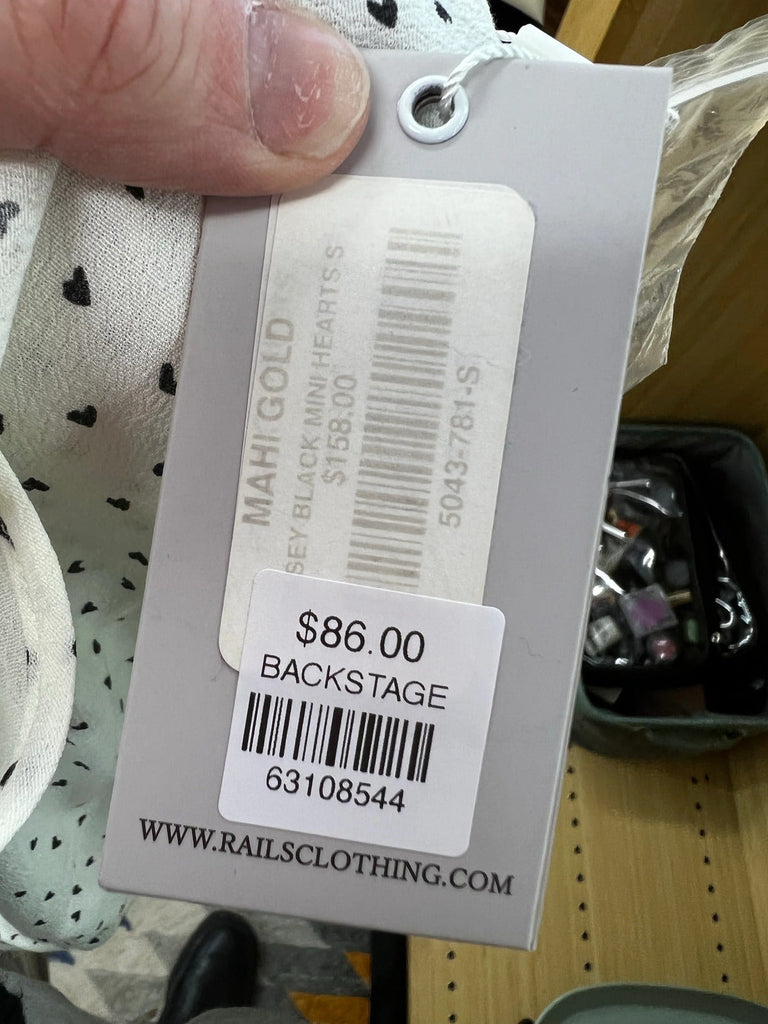 MAHI GOLD
SEY BLACK MINI HEARTS S
$158.00
5043-781-S
$86.00
BACKSTAGE
63108544
WWW.RAILSCLOTHING.COM